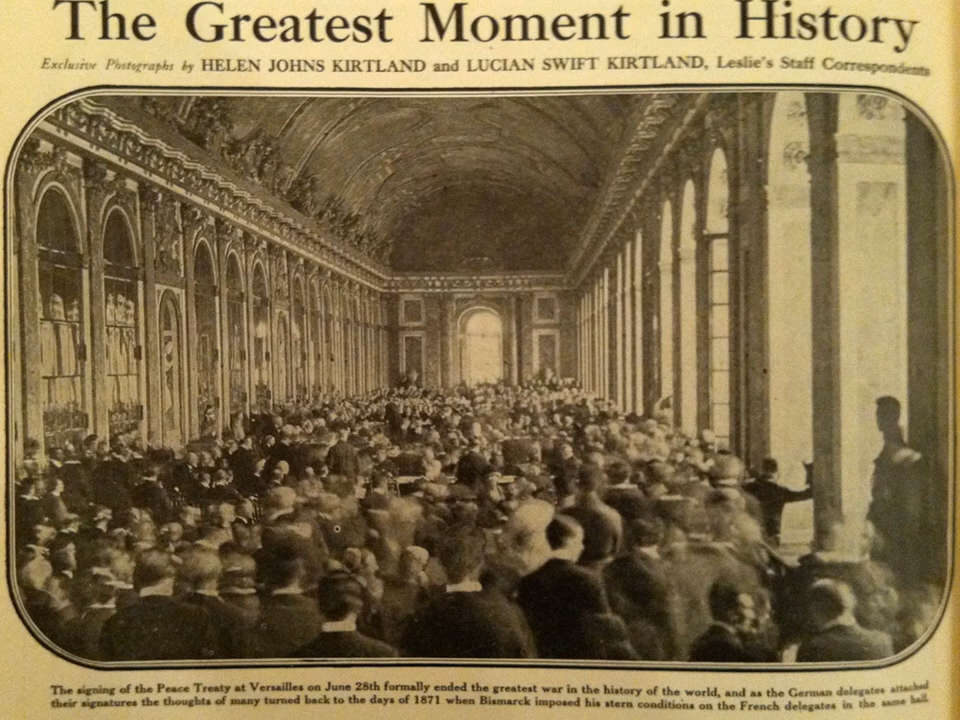 The Greatest Moment in History
Exclusive Photographs by HELEN JOHNS KIRTLAND and LUCIAN SWIFT KIRTLAND, Leslie's Staff Correspondents
The signing of the Peace Treaty at Versailles on June 28th formally ended the greatest war in the history of the world, and as the German delegates attached
their signatures the thoughts of many turned back to the days of 1871 when Bismarck imposed his stern conditions on the French delegates in the same hall.